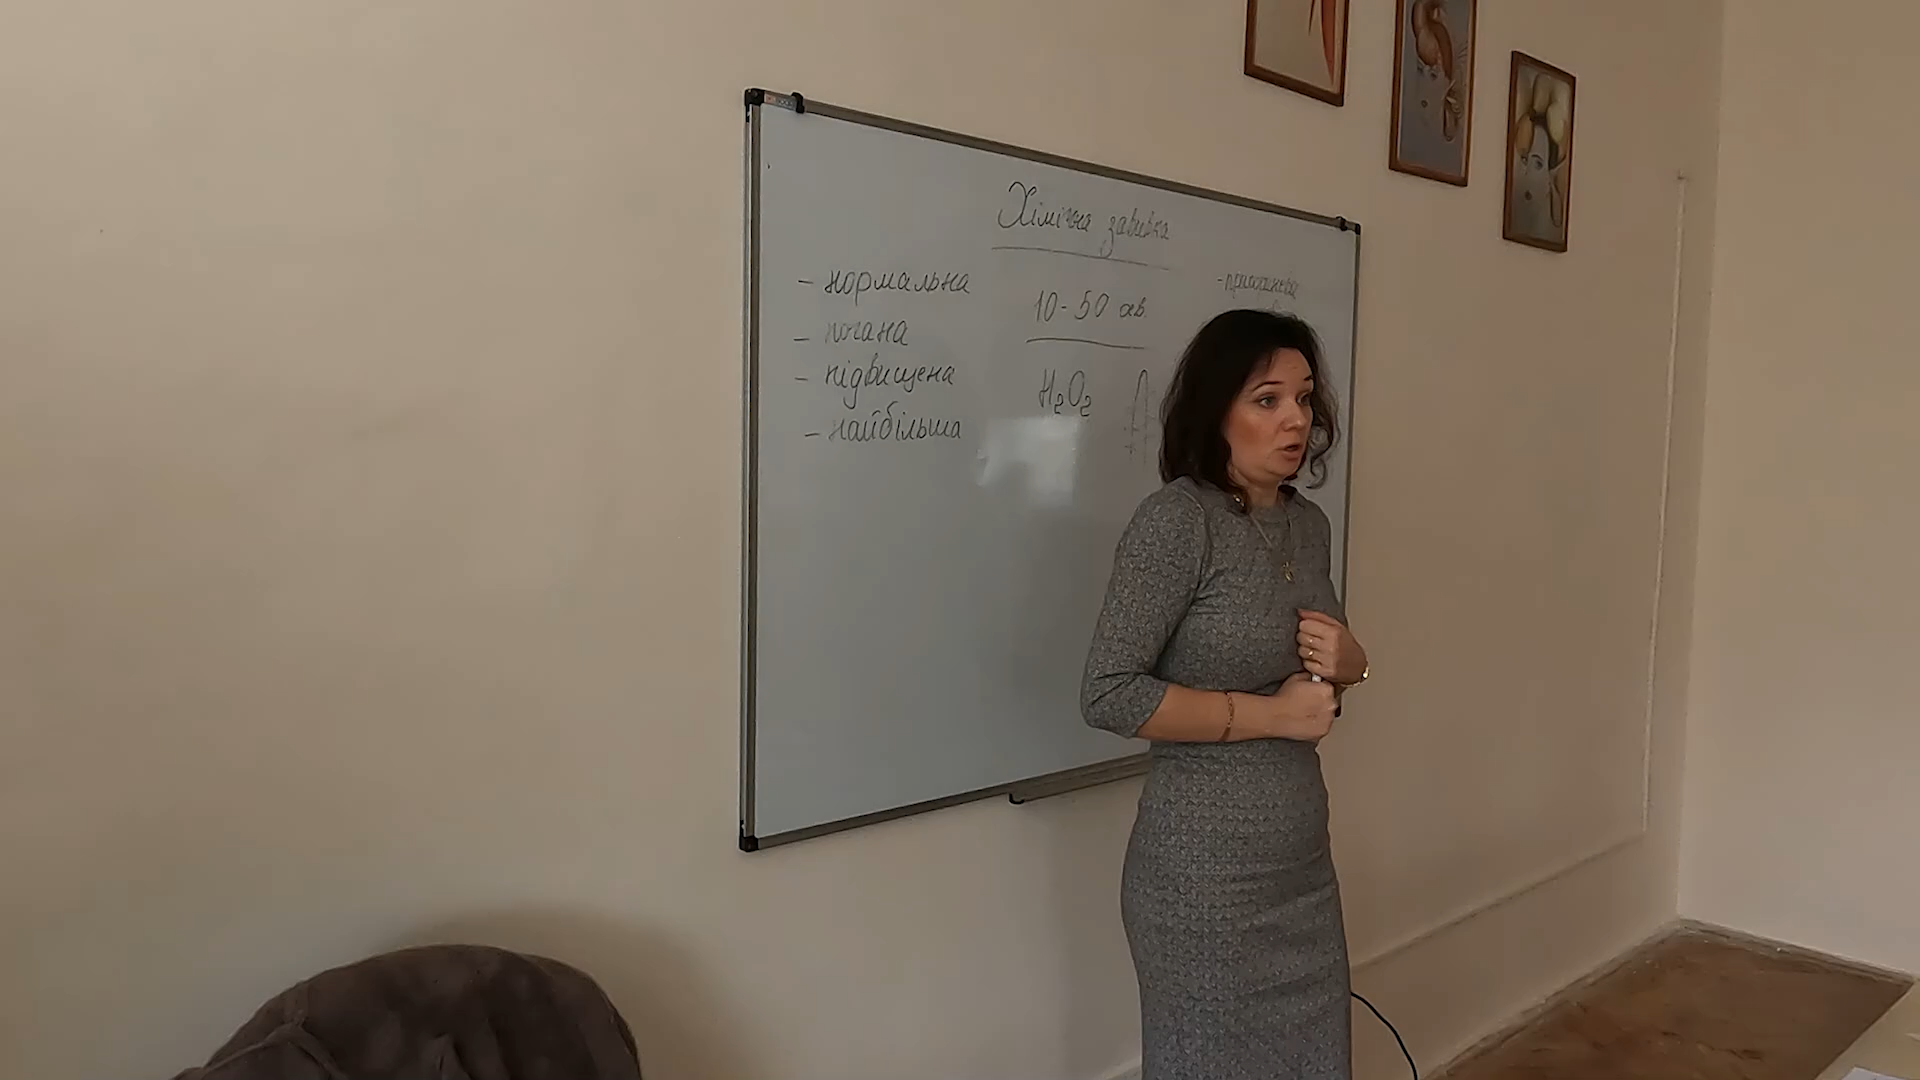 Хімічна завивка
- нормальна
- погана
- підвищена
- найбільша
10-50 хв.
H₂O₂